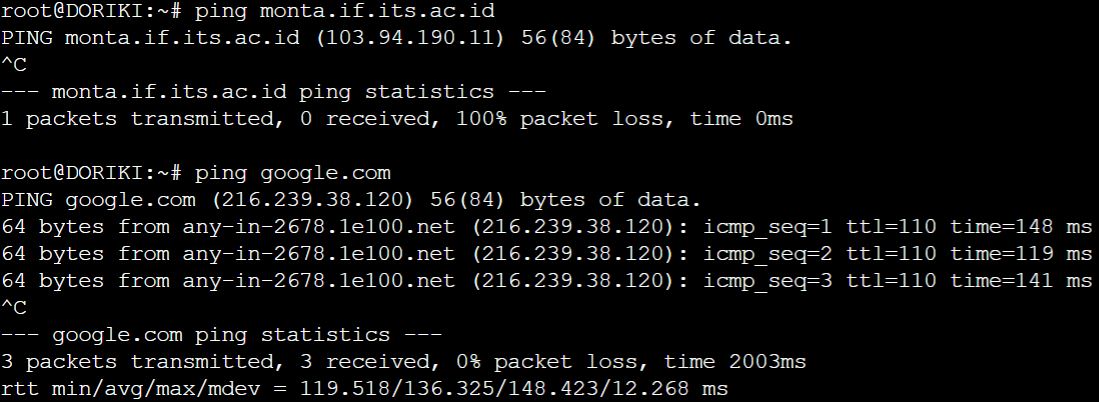 root@DORIKI:~# ping monta.if.its.ac.id
PING monta.if.its.ac.id (103.94.190.11) 56(84) bytes of data.
^C
--- monta.if.its.ac.id ping statistics ---
1 packets transmitted, 0 received, 100% packet loss, time 0ms
root@DORIKI:~# ping google.com
PING google.com (216.239.38.120) 56(84) bytes of data.
64 bytes from any-in-2678.1e100.net (216.239.38.120): icmp_seq=1 ttl=110 time=148 ms
64 bytes from any-in-2678.1e100.net (216.239.38.120): icmp_seq=2 ttl=110 time=119 ms
64 bytes from any-in-2678.1e100.net (216.239.38.120): icmp_seq=3 ttl=110 time=141 ms
^C
--- google.com ping statistics ---
3 packets transmitted, 3 received, 0% packet loss, time 2003ms
rtt min/avg/max/mdev = 119.518/136.325/148.423/12.268 ms